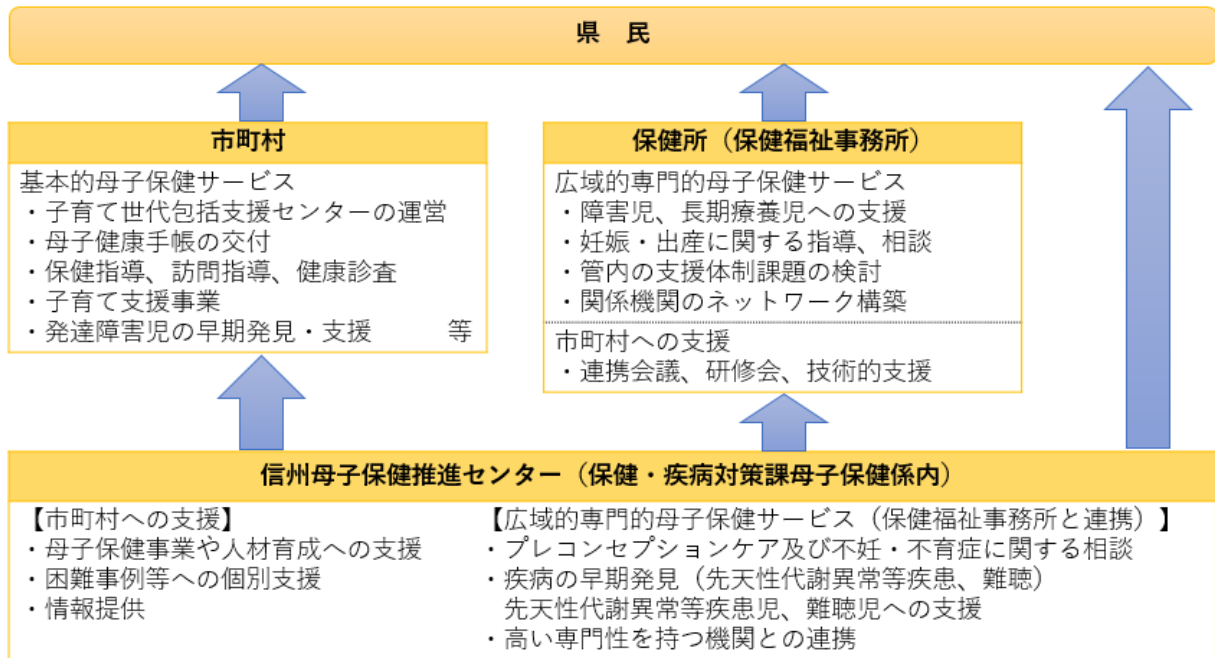 県　民
市町村
基本的母子保健サービス
・子育て世代包括支援センターの運営
・母子健康手帳の交付
・保健指導、訪問指導、健康診査
・子育て支援事業
・発達障害児の早期発見・支援　　　等
保健所（保健福祉事務所）
広域的専門的母子保健サービス
・障害児、長期療養児への支援
・妊娠・出産に関する指導、相談
・管内の支援体制課題の検討
・関係機関のネットワーク構築
市町村への支援
・連携会議、研修会、技術的支援
信州母子保健推進センター（保健・疾病対策課母子保健係内）
【市町村への支援】
・母子保健事業や人材育成への支援
・困難事例等への個別支援
・情報提供
【広域的専門的母子保健サービス（保健福祉事務所と連携）】
・プレコンセプションケア及び不妊・不育症に関する相談
・疾病の早期発見（先天性代謝異常等疾患、難聴）
先天性代謝異常等疾患児、難聴児への支援
・高い専門性を持つ機関との連携